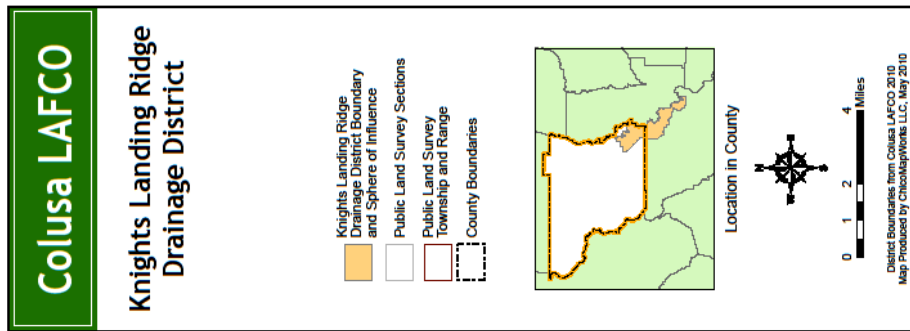 Colusa LAFCO
Knights Landing Ridge
Drainage District
Knights Landing Ridge
Drainage District Boundary
and Sphere of Influence
Public Land Survey Sections
Public Land Survey
Township and Range
County Boundaries
Location in County
N
W
E
S
0
1
2
4
Miles
District Boundaries from Colusa LAFCO 2010
Map Produced by ChicoMapWorks LLC, May 2010